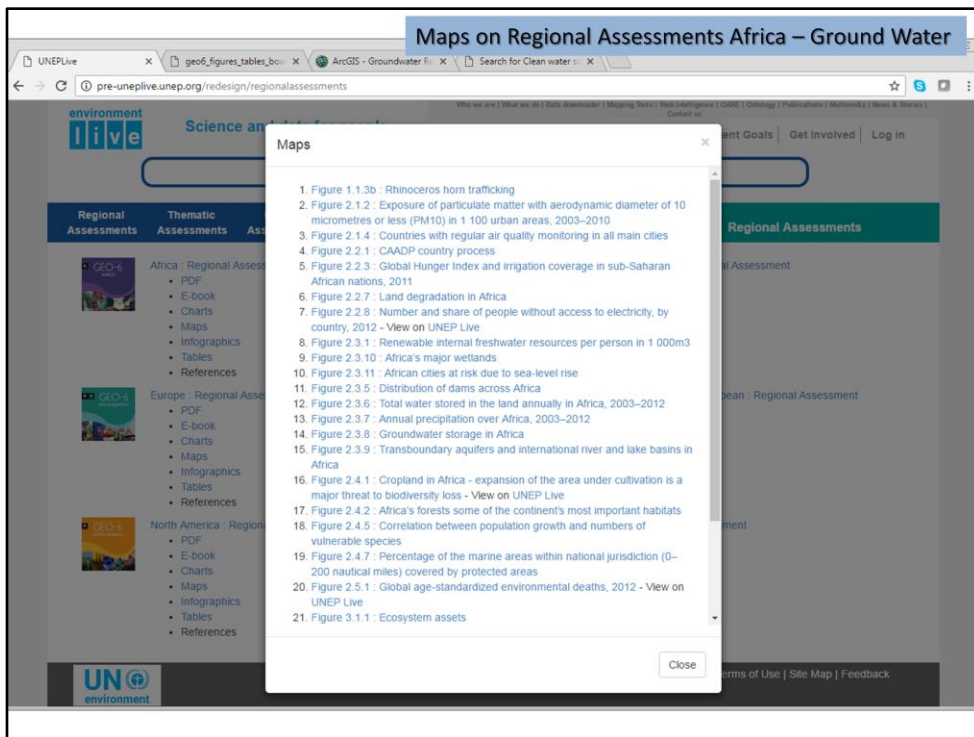 Maps on Regional Assessments Africa – Ground Water
UNEPLive
geo6_figures_tables_box
ArcGIS - Groundwater Re
Search for Clean water s
pre-uneplive.unep.org/redesign/regionalassessments
Who we are | What we do | Data downloader | Mapping Tools | Web Intelligence | CARE | Ontology | Publications | Multimedia | News & Stories |
Contact us
environment
live
Science an
ent Goals | Get Involved | Log in
Regional Assessments
Thematic Assessments
Regional Assessments
Maps
×
1. Figure 1.1.3b : Rhinoceros horn trafficking
2. Figure 2.1.2 : Exposure of particulate matter with aerodynamic diameter of 10
micrometres or less (PM10) in 1 100 urban areas, 2003–2010
3. Figure 2.1.4 : Countries with regular air quality monitoring in all main cities
4. Figure 2.2.1 : CAADP country process
5. Figure 2.2.3 : Global Hunger Index and irrigation coverage in sub-Saharan
African nations, 2011
6. Figure 2.2.7 : Land degradation in Africa
7. Figure 2.2.8 : Number and share of people without access to electricity, by
country, 2012 - View on UNEP Live
8. Figure 2.3.1 : Renewable internal freshwater resources per person in 1 000m3
9. Figure 2.3.10 : Africa's major wetlands
10. Figure 2.3.11 : African cities at risk due to sea-level rise
11. Figure 2.3.5 : Distribution of dams across Africa
12. Figure 2.3.6 : Total water stored in the land annually in Africa, 2003–2012
13. Figure 2.3.7 : Annual precipitation over Africa, 2003–2012
14. Figure 2.3.8 : Groundwater storage in Africa
15. Figure 2.3.9 : Transboundary aquifers and international river and lake basins in
Africa
16. Figure 2.4.1 : Cropland in Africa - expansion of the area under cultivation is a
major threat to biodiversity loss - View on UNEP Live
17. Figure 2.4.2 : Africa's forests some of the continent's most important habitats
18. Figure 2.4.5 : Correlation between population growth and numbers of
vulnerable species
19. Figure 2.4.7 : Percentage of the marine areas within national jurisdiction (0–
200 nautical miles) covered by protected areas
20. Figure 2.5.1 : Global age-standardized environmental deaths, 2012 - View on
UNEP Live
21. Figure 3.1.1 : Ecosystem assets
Close
GEO-6
Africa : Regional Assess
al Assessment
• PDF
• E-book
• Charts
• Maps
• Infographics
• Tables
• References
GEO-6
Europe : Regional Asse
bean : Regional Assessment
• PDF
• E-book
• Charts
• Maps
• Infographics
• Tables
• References
GEO-6
North America : Region
ment
• PDF
• E-book
• Charts
• Maps
• Infographics
• Tables
• References
UN
environment
erms of Use | Site Map | Feedback